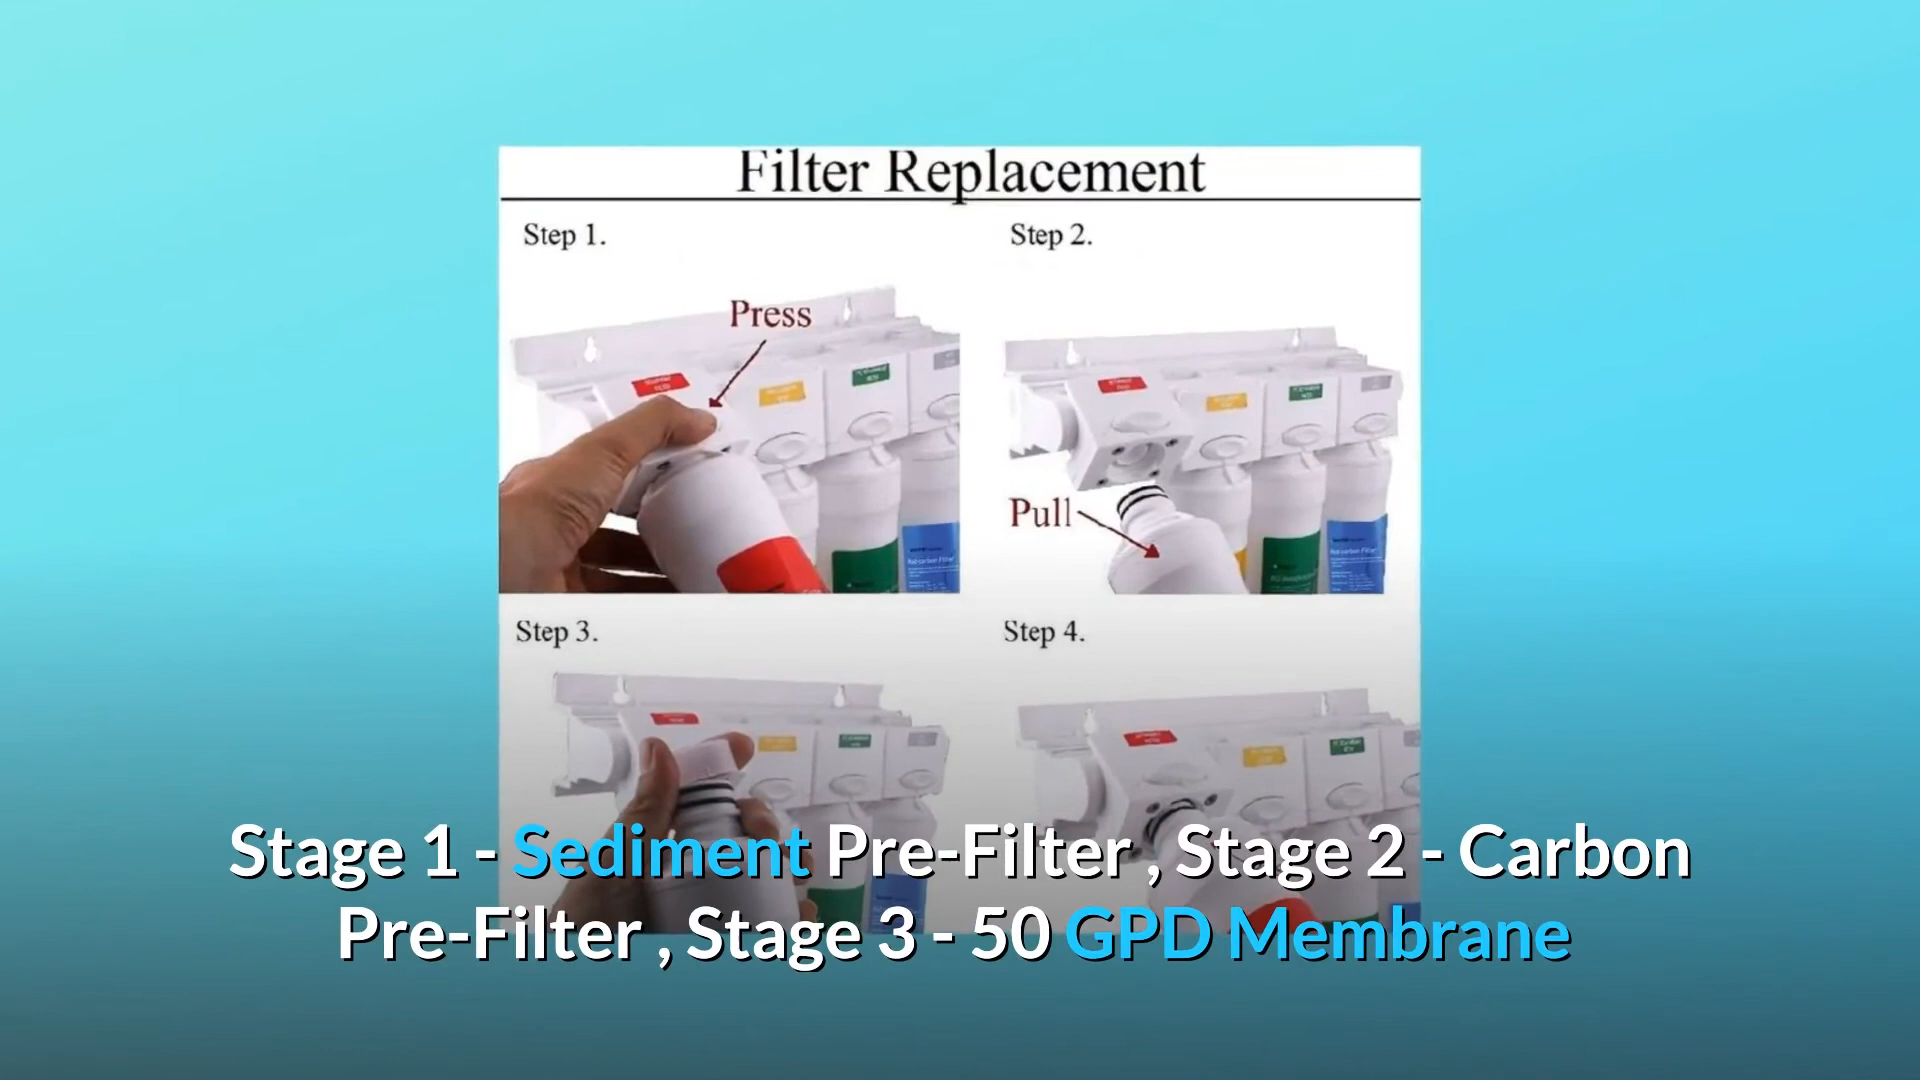 Filter Replacement
Step 1.
Step 2.
Press
Pull
Step 3.
Step 4.
Stage 1 - Sediment Pre-Filter , Stage 2 - Carbon
Pre-Filter , Stage 3 - 50 GPD Membrane